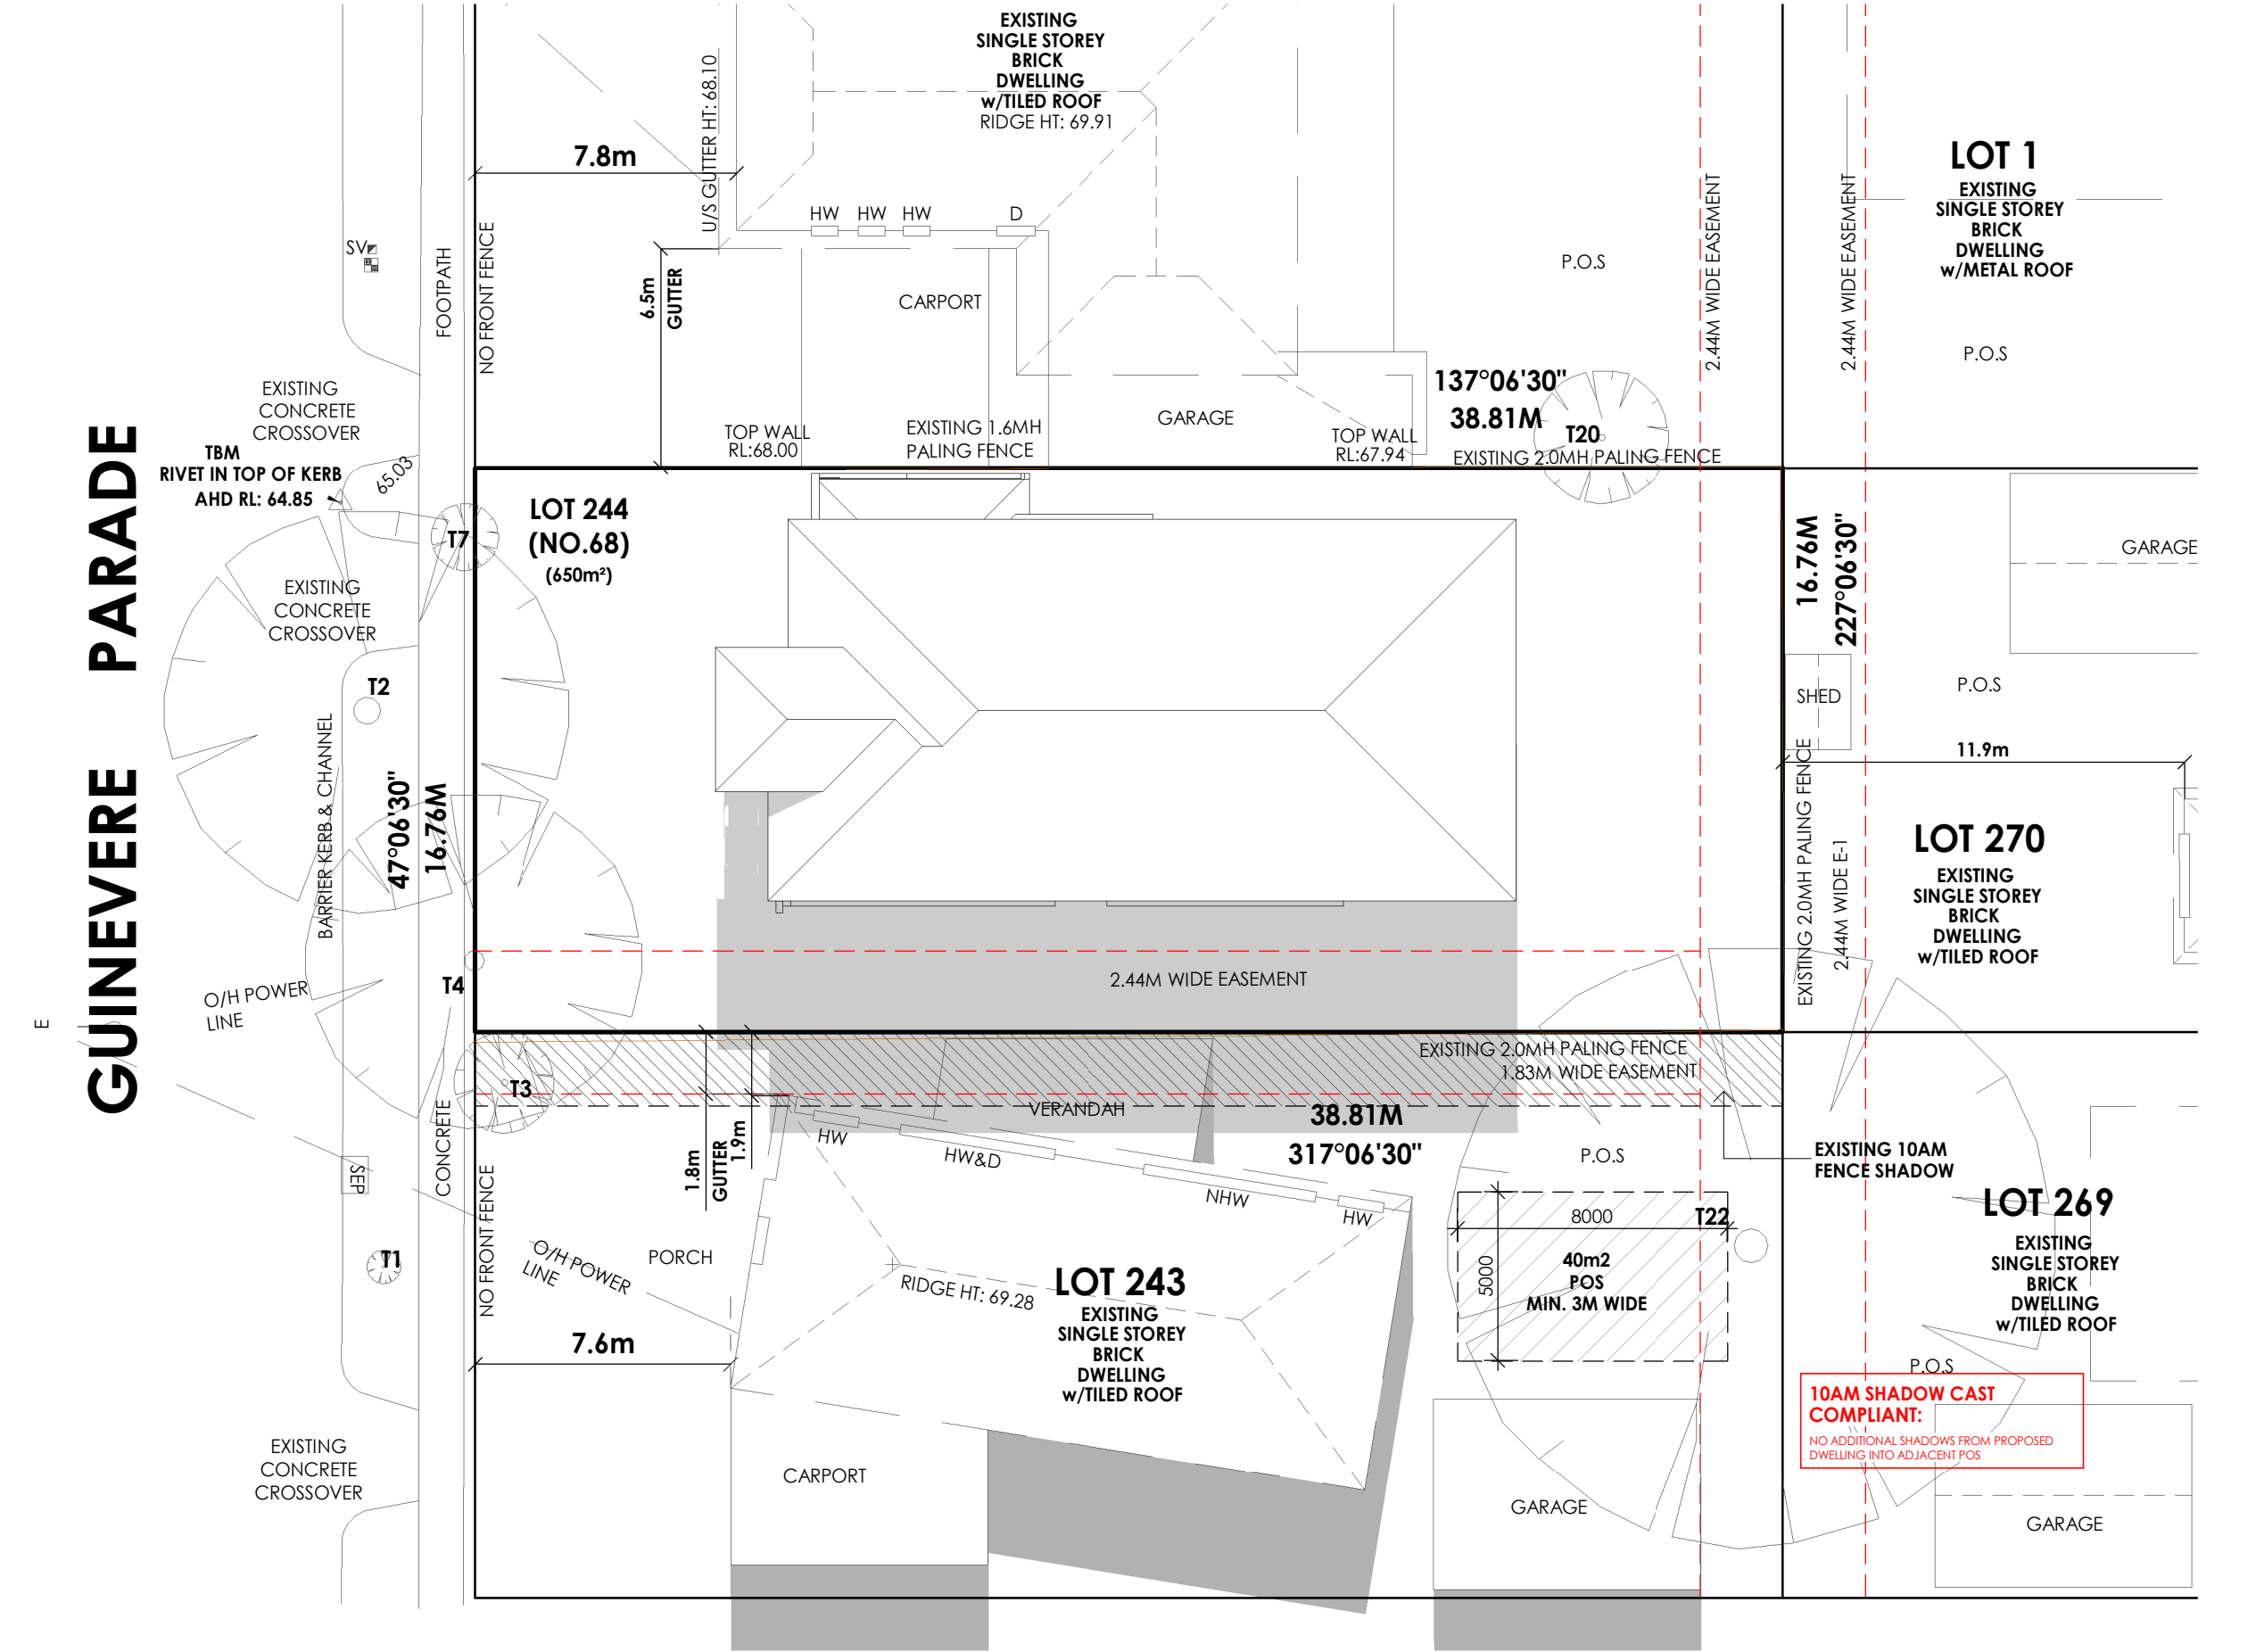 EXISTING
SINGLE STOREY
BRICK
DWELLING
w/TILED ROOF
RIDGE HT: 69.91
U/S GUTTER HT: 68.10
7.8m
HW
HW
HW
D
6.5m
GUTTER
CARPORT
GARAGE
TOP WALL
RL:68.00
EXISTING 1.6MH
PALING FENCE
TOP WALL
RL:67.94
137°06'30"
38.81M
T20
EXISTING 2.0MH PALING FENCE
P.O.S
2.44M WIDE EASEMENT
2.44M WIDE EASEMENT
LOT 1
EXISTING
SINGLE STOREY
BRICK
DWELLING
w/METAL ROOF
P.O.S
SV
FOOTPATH
NO FRONT FENCE
EXISTING
CONCRETE
CROSSOVER
TBM
RIVET IN TOP OF KERB
AHD RL: 64.85
65.03
T7
EXISTING
CONCRETE
CROSSOVER
T2
GUINEVERE PARADE
BARRIER KERB & CHANNEL
47°06'30"
16.76M
LOT 244
(NO.68)
(650m²)
16.76M
227°06'30"
GARAGE
SHED
P.O.S
11.9m
EXISTING 2.0MH PALING FENCE
2.44M WIDE E-1
LOT 270
EXISTING
SINGLE STOREY
BRICK
DWELLING
w/TILED ROOF
2.44M WIDE EASEMENT
T4
O/H POWER
LINE
E
T3
CONCRETE
NO FRONT FENCE
SEP
T1
1.8m
GUTTER
1.9m
EXISTING 2.0MH PALING FENCE
1.83M WIDE EASEMENT
VERANDAH
38.81M
317°06'30"
HW
HW&D
NHW
HW
P.O.S
EXISTING 10AM
FENCE SHADOW
8000
T22
5000
40m2
POS
MIN. 3M WIDE
O/H POWER
LINE
PORCH
RIDGE HT: 69.28
7.6m
LOT 243
EXISTING
SINGLE STOREY
BRICK
DWELLING
w/TILED ROOF
LOT 269
EXISTING
SINGLE STOREY
BRICK
DWELLING
w/TILED ROOF
P.O.S
10AM SHADOW CAST
COMPLIANT:
NO ADDITIONAL SHADOWS FROM PROPOSED
DWELLING INTO ADJACENT POS
EXISTING
CONCRETE
CROSSOVER
CARPORT
GARAGE
GARAGE